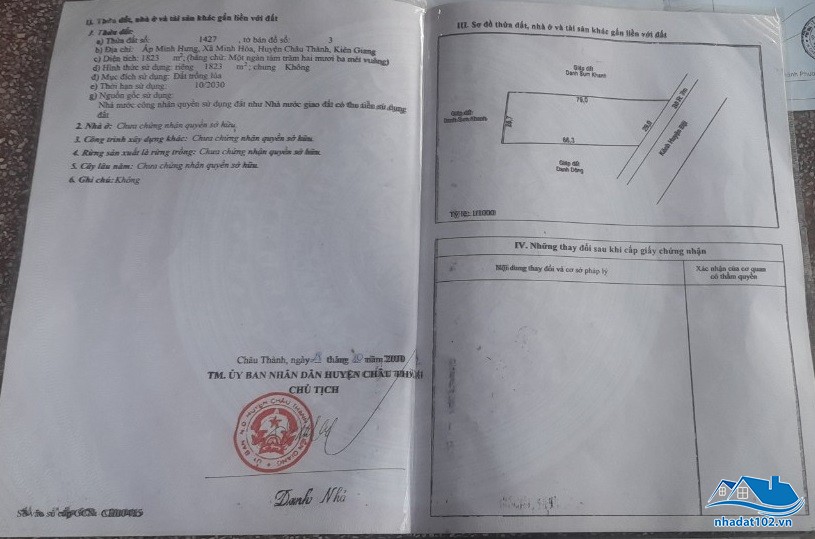 II. Thửa đất, nhà ở và tài sản khác gắn liền với đất
1. Thửa đất:
a) Thửa đất số: 1427, tờ bản đồ số: 3
b) Địa chỉ: Ấp Minh Hưng, Xã Minh Hòa, Huyện Châu Thành, Kiên Giang
c) Diện tích: 1823 m²; (bằng chữ: Một ngàn tám trăm hai mươi ba mét vuông)
d) Hình thức sử dụng: riêng 1823 m²; chung Không
đ) Mục đích sử dụng: Đất trồng lúa
e) Thời hạn sử dụng: 10/2030
g) Nguồn gốc sử dụng:
Nhà nước công nhận quyền sử dụng đất như Nhà nước giao đất có thu tiền sử dụng
đất
2. Nhà ở: Chưa chứng nhận quyền sở hữu.
3. Công trình xây dựng khác: Chưa chứng nhận quyền sở hữu.
4. Rừng sản xuất là rừng trồng: Chưa chứng nhận quyền sở hữu.
5. Cây lâu năm: Chưa chứng nhận quyền sở hữu.
6. Ghi chú: Không
Châu Thành, ngày tháng năm 2010
TM. ỦY BAN NHÂN DÂN HUYỆN CHÂU THÀNH
CHỦ TỊCH
Danh Nhỏ
III. Sơ đồ thửa đất, nhà ở và tài sản khác gắn liền với đất
Giáp đất
Danh Sơn Khanh
76,0
Giáp đất
Danh Sơn Khanh
66,3
Giáp đất
Danh Dũng
Tỷ lệ: 1/1000
IV. Những thay đổi sau khi cấp giấy chứng nhận
Nội dung thay đổi và cơ sở pháp lý
Xác nhận của cơ quan
có thẩm quyền
nhadat102.vn